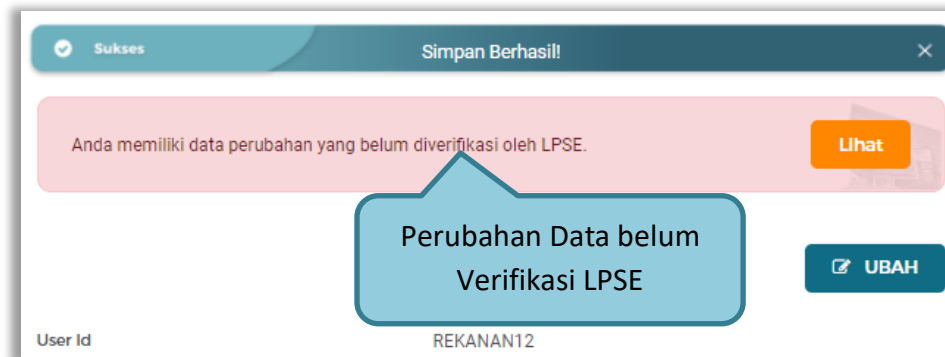 Sukses
Simpan Berhasil!
Anda memiliki data perubahan yang belum diverifikasi oleh LPSE.
LIhat
Perubahan Data belum
Verifikasi LPSE
UBAH
User Id
REKANAN12